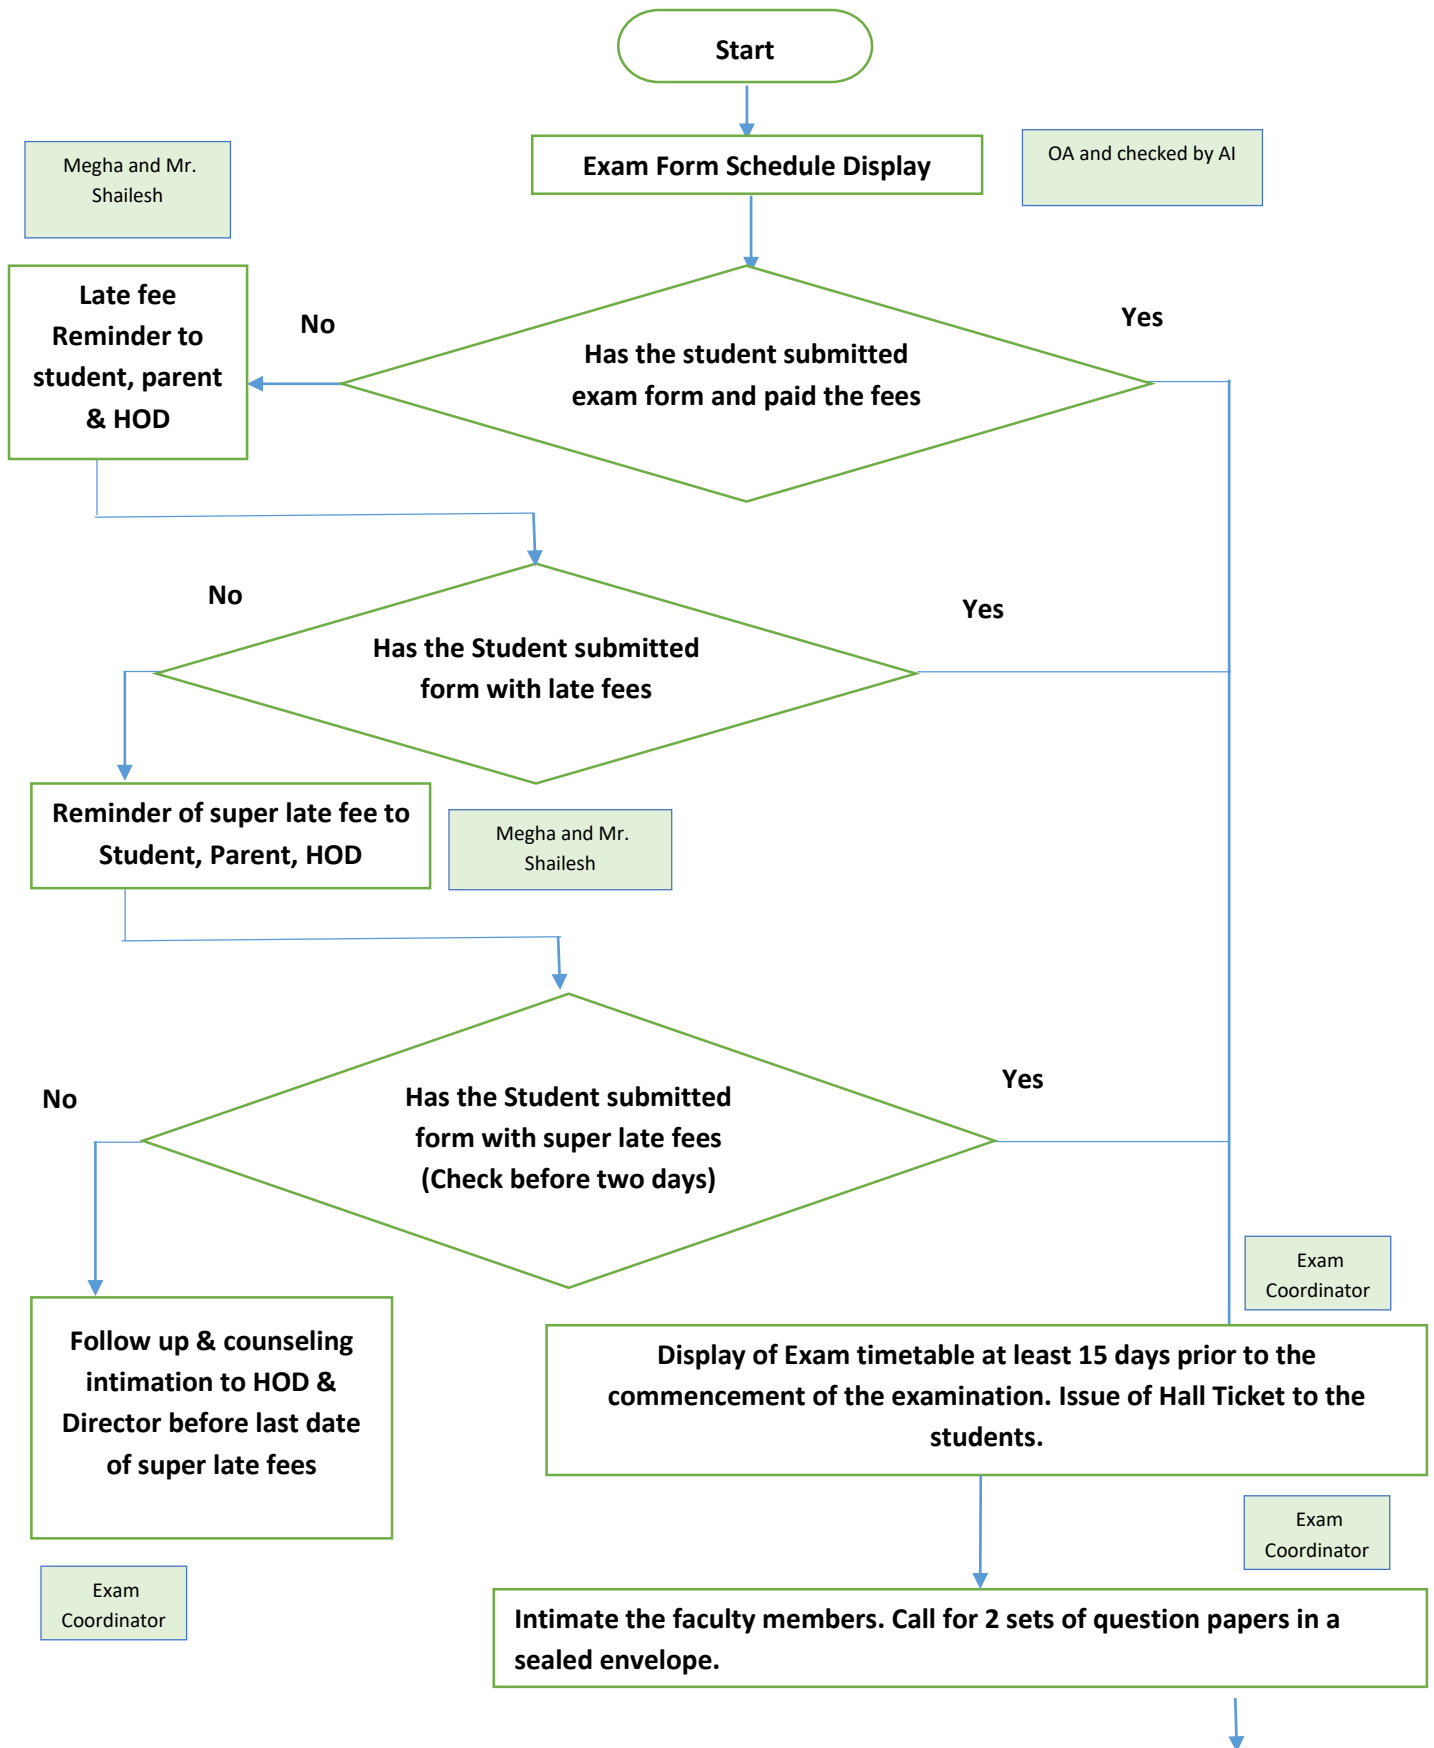 Start
Exam Form Schedule Display
OA and checked by AI
Megha and Mr.
Shailesh
Late fee
Reminder to
student, parent
& HOD
No
Has the student submitted
exam form and paid the fees
Yes
No
Has the Student submitted
form with late fees
Yes
Reminder of super late fee to
Student, Parent, HOD
Megha and Mr.
Shailesh
No
Has the Student submitted
form with super late fees
(Check before two days)
Yes
Exam
Coordinator
Follow up & counseling
intimation to HOD &
Director before last date
of super late fees
Display of Exam timetable at least 15 days prior to the
commencement of the examination. Issue of Hall Ticket to the
students.
Exam
Coordinator
Exam
Coordinator
Intimate the faculty members. Call for 2 sets of question papers in a
sealed envelope.